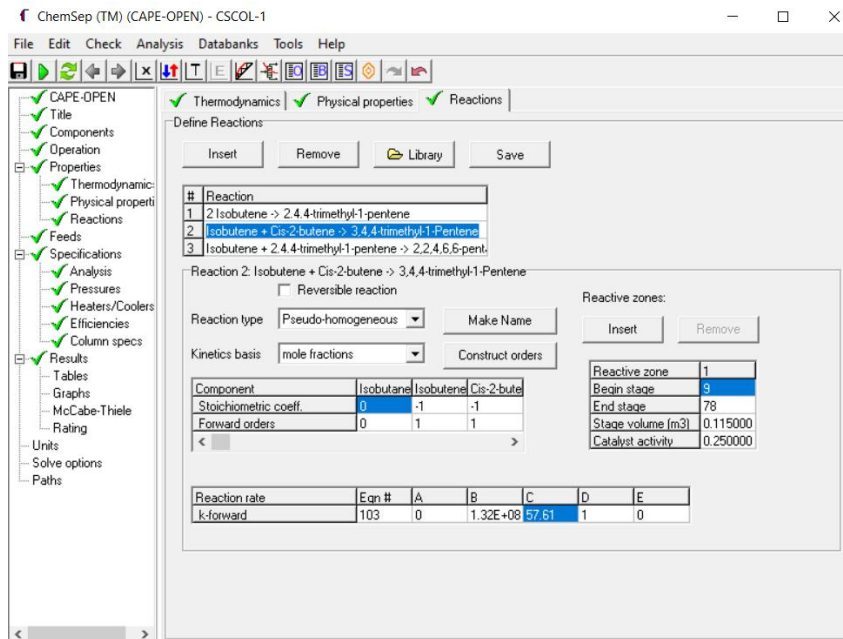 ChemSep (TM) (CAPE-OPEN) - CSCOL-1
File Edit Check Analysis Databanks Tools Help
CAPE-OPEN
Title
Components
Operation
Properties
Thermodynamic:
Physical properti
Reactions
Feeds
Specifications
Analysis
Pressures
Heaters/Coolers
Efficiencies
Column specs
Results
Tables
Graphs
McCabe-Thiele
Rating
Units
Solve options
Paths
Thermodynamics Physical properties Reactions
Define Reactions
Insert Remove Library Save
# Reaction
1 2 Isobutene -> 2.4.4-trimethyl-1-pentene
2 Isobutene + Cis-2-butene -> 3,4,4-trimethyl-1-Pentene
3 Isobutene + 2.4.4-trimethyl-1-pentene -> 2,2,4,6,6-pent.
Reaction 2: Isobutene + Cis-2-butene -> 3,4,4-trimethyl-1-Pentene
Reversible reaction
Reaction type Pseudo-homogeneous Make Name
Kinetics basis mole fractions Construct orders
Component Isobutane Isobutene Cis-2-bute
Stoichiometric coeff. 0 -1 -1
Forward orders 0 1 1
Reactive zones:
Insert Remove
Reactive zone 1
Begin stage 9
End stage 78
Stage volume (m3) 0.115000
Catalyst activity 0.250000
Reaction rate Eqn # A B C D E
k-forward 103 0 1.32E+08 57.61 1 0